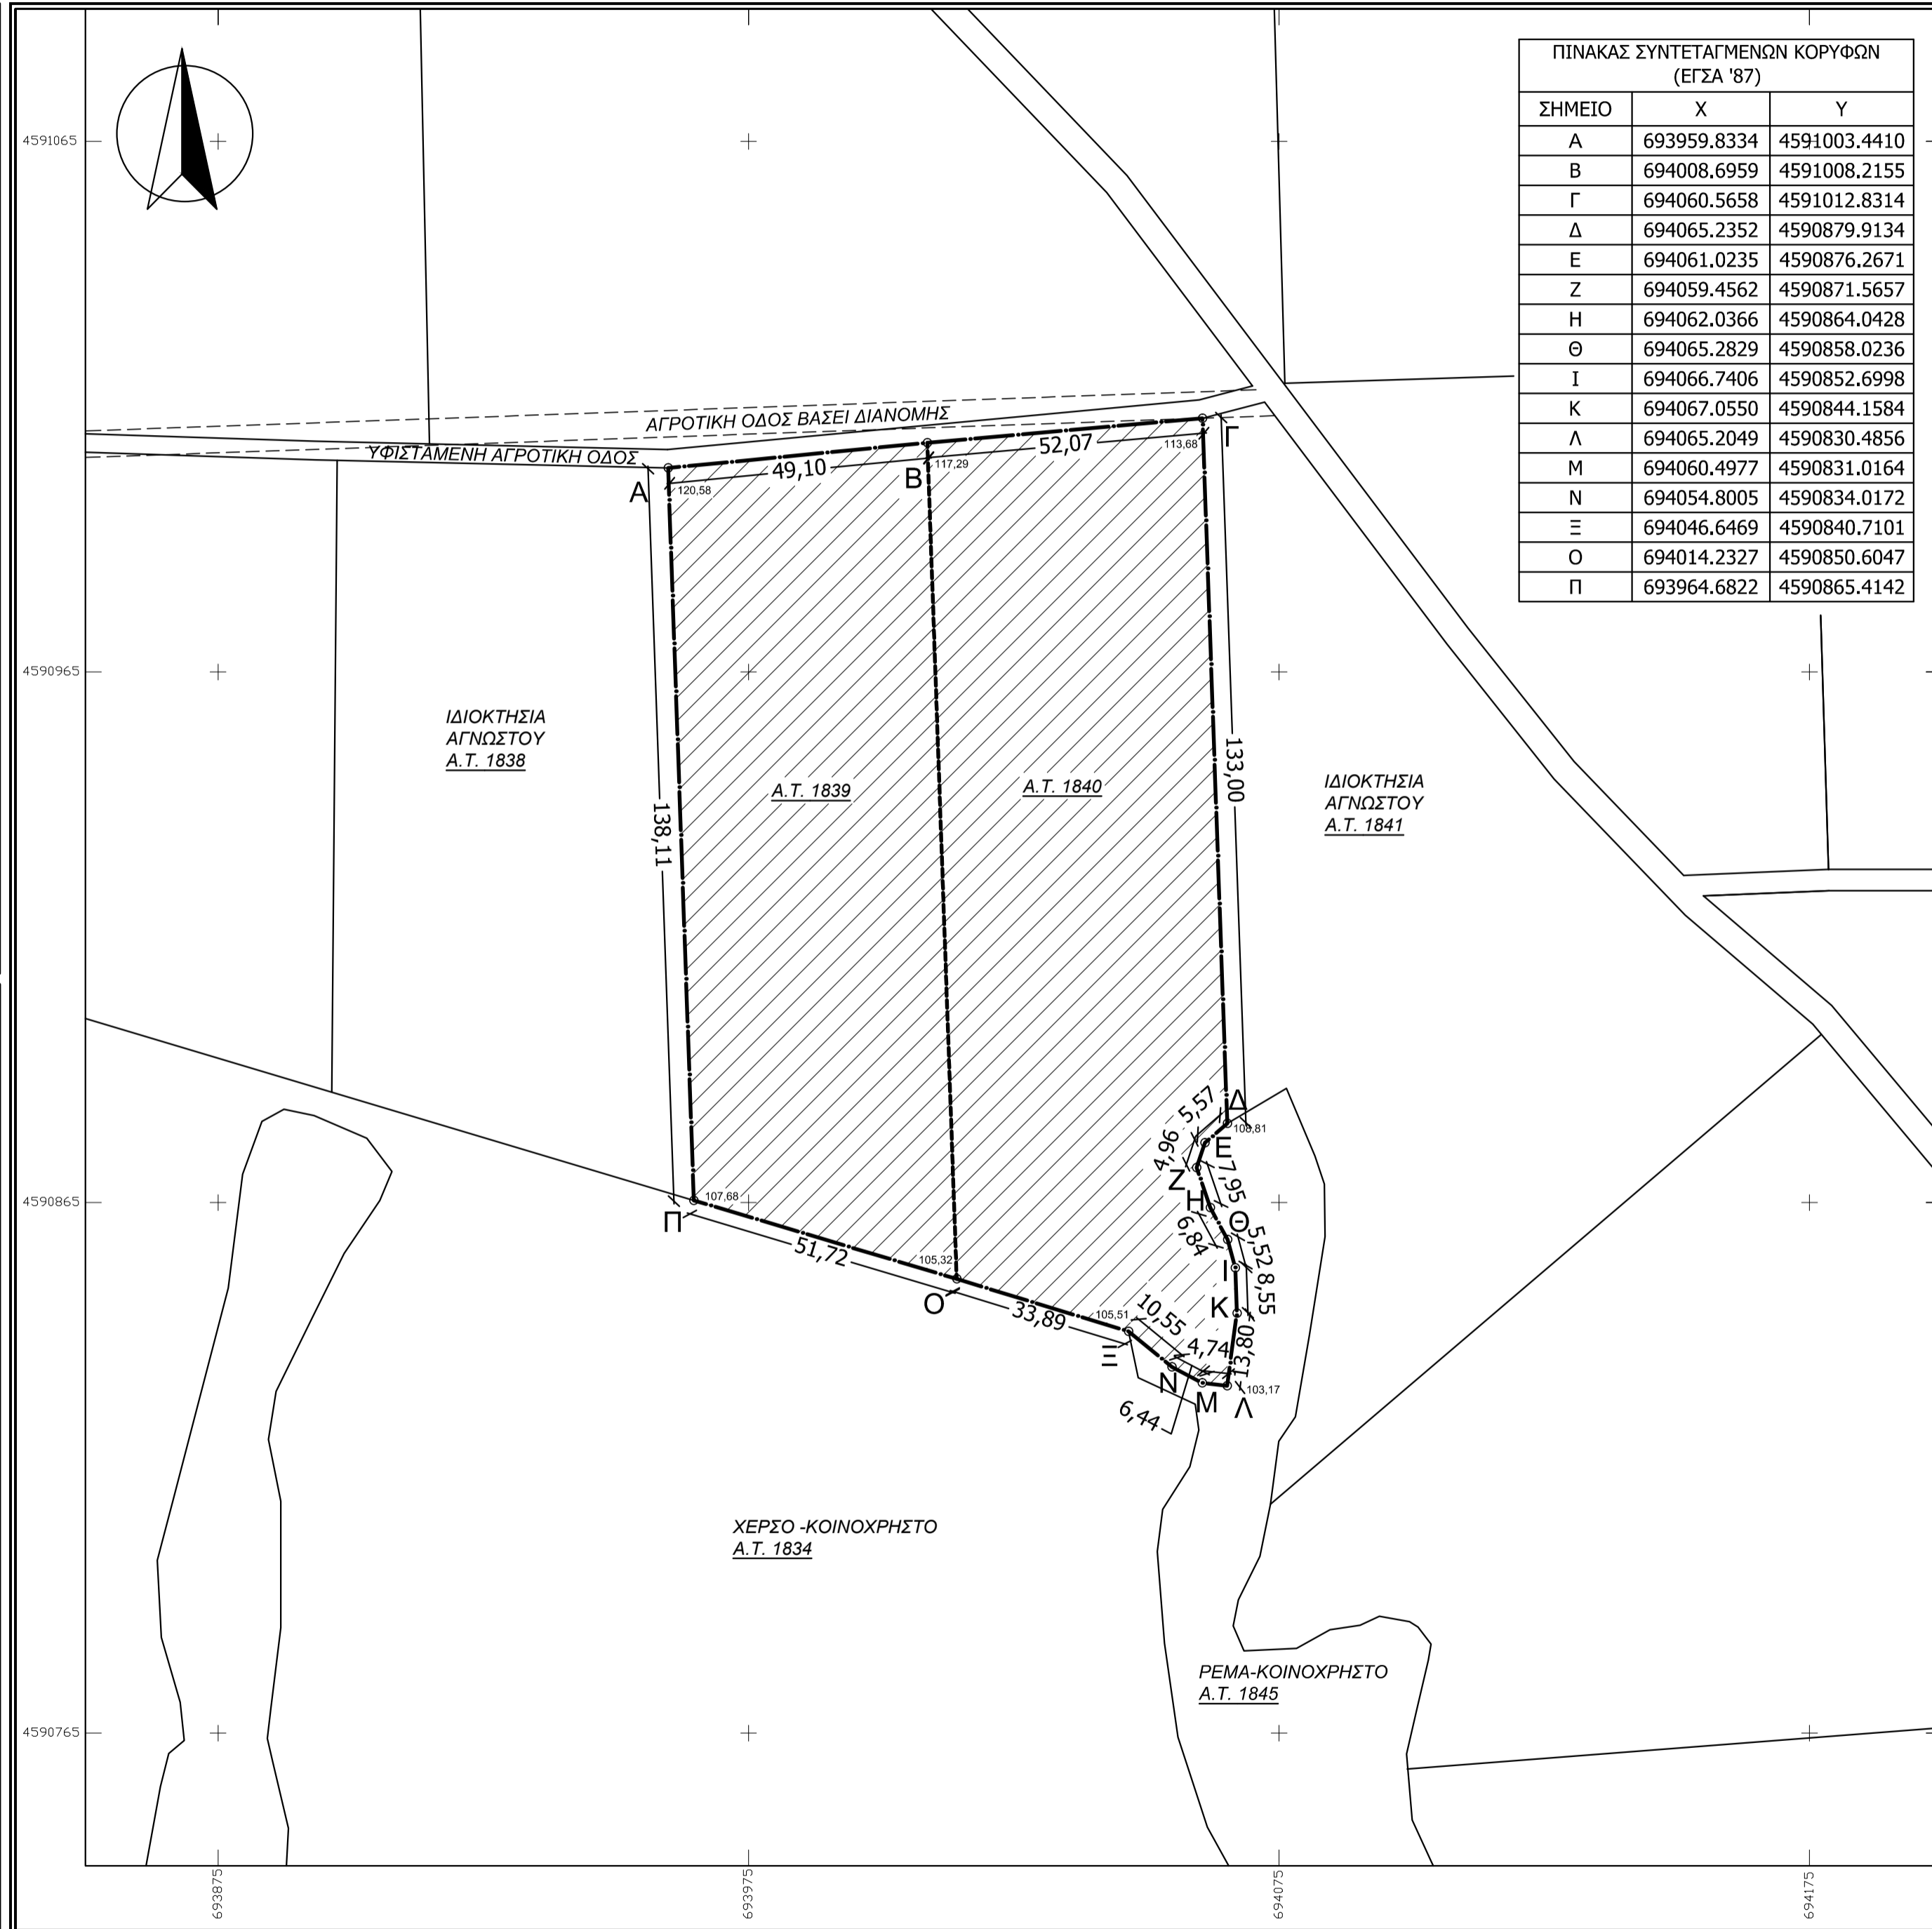 ΠΙΝΑΚΑΣ ΣΥΝΤΕΤΑΓΜΕΝΩΝ ΚΟΡΥΦΩΝ
(ΕΓΣΑ '87)
ΣΗΜΕΙΟ X Y
Α 693959.8334 4591003.4410
Β 694008.6959 4591008.2155
Γ 694060.5658 4591012.8314
Δ 694065.2352 4590879.9134
Ε 694061.0235 4590876.2671
Ζ 694059.4562 4590871.5657
Η 694062.0366 4590864.0428
Θ 694065.2829 4590858.0236
Ι 694066.7406 4590852.6998
Κ 694067.0550 4590844.1584
Λ 694065.2049 4590830.4856
Μ 694060.4977 4590831.0164
Ν 694054.8005 4590834.0172
Ξ 694046.6469 4590840.7101
Ο 694014.2327 4590850.6047
Π 693964.6822 4590865.4142
4591065
ΑΓΡΟΤΙΚΗ ΟΔΟΣ ΒΑΣΕΙ ΔΙΑΝΟΜΗΣ
ΥΦΙΣΤΑΜΕΝΗ ΑΓΡΟΤΙΚΗ ΟΔΟΣ
Α
120,58
49,10
Β
117,29
52,07
113,68
Γ
4590965
ΙΔΙΟΚΤΗΣΙΑ
ΑΓΝΩΣΤΟΥ
Α.Τ. 1838
138,11
Α.Τ. 1839
Α.Τ. 1840
133,00
ΙΔΙΟΚΤΗΣΙΑ
ΑΓΝΩΣΤΟΥ
Α.Τ. 1841
5,57
Δ
108,81
4,96
Ε
Ζ
7,95
Η
Θ
6,84
5,52
8,55
Ι
Κ
4590865
107,68
Π
51,72
105,32
Ο
33,89
105,51
10,55
4,74
13,80
Ξ
Ν
Μ
Λ
103,17
6,44
ΧΕΡΣΟ -ΚΟΙΝΟΧΡΗΣΤΟ
Α.Τ. 1834
ΡΕΜΑ-ΚΟΙΝΟΧΡΗΣΤΟ
Α.Τ. 1845
4590765
693875
693975
694075
694175